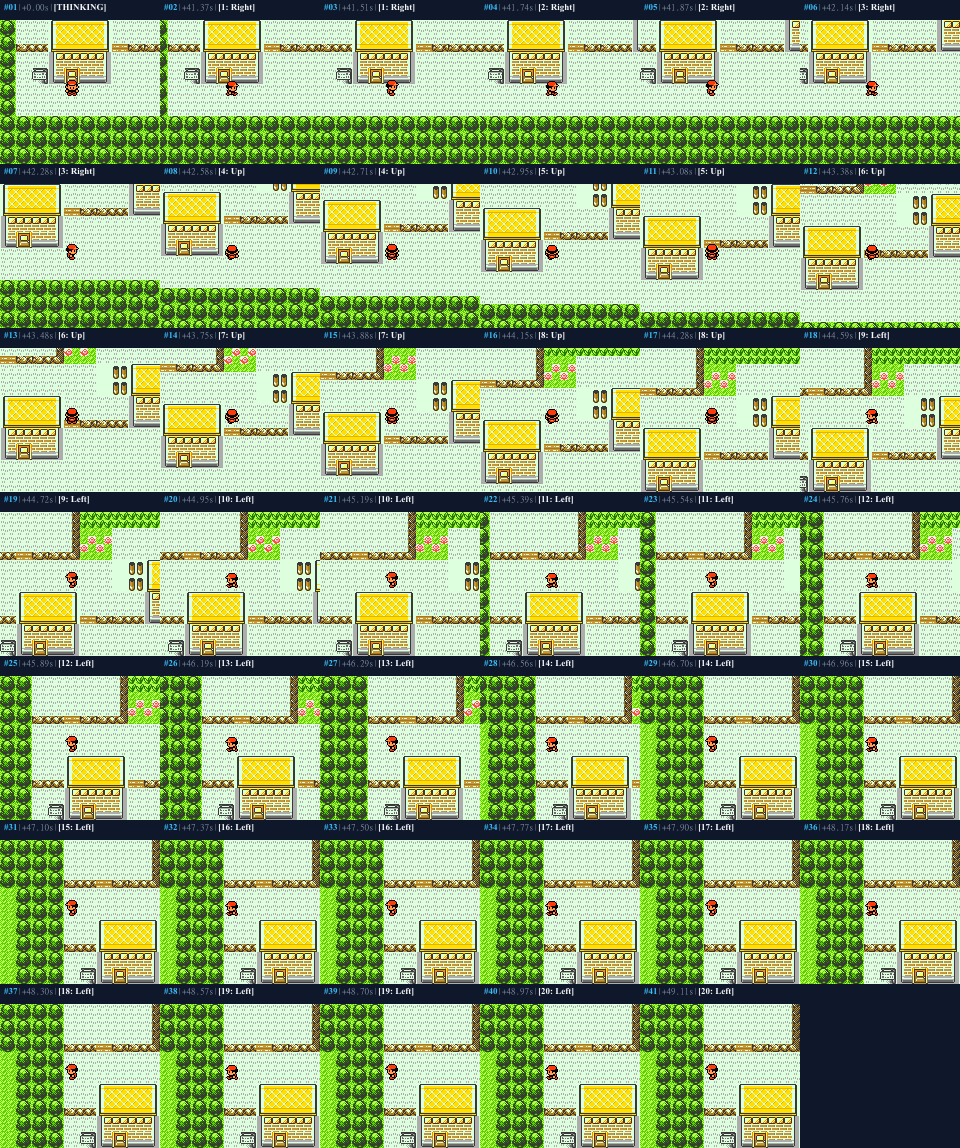 #01|+0.00s|[THINKING]
#02|+41.37s|[1: Right]
#03|+41.51s|[1: Right]
#04|+41.74s|[2: Right]
#05|+41.87s|[2: Right]
#06|+42.14s|[3: Right]
#07|+42.28s|[3: Right]
#08|+42.58s|[4: Up]
#09|+42.71s|[4: Up]
#10|+42.95s|[5: Up]
#11|+43.08s|[5: Up]
#12|+43.38s|[6: Up]
#13|+43.48s|[6: Up]
#14|+43.75s|[7: Up]
#15|+43.88s|[7: Up]
#16|+44.15s|[8: Up]
#17|+44.28s|[8: Up]
#18|+44.59s|[9: Left]
#19|+44.72s|[9: Left]
#20|+44.95s|[10: Left]
#21|+45.19s|[10: Left]
#22|+45.39s|[11: Left]
#23|+45.54s|[11: Left]
#24|+45.76s|[12: Left]
#25|+45.89s|[12: Left]
#26|+46.19s|[13: Left]
#27|+46.29s|[13: Left]
#28|+46.56s|[14: Left]
#29|+46.70s|[14: Left]
#30|+46.96s|[15: Left]
#31|+47.10s|[15: Left]
#32|+47.37s|[16: Left]
#33|+47.50s|[16: Left]
#34|+47.77s|[17: Left]
#35|+47.90s|[17: Left]
#36|+48.17s|[18: Left]
#37|+48.30s|[18: Left]
#38|+48.57s|[19: Left]
#39|+48.70s|[19: Left]
#40|+48.97s|[20: Left]
#41|+49.11s|[20: Left]